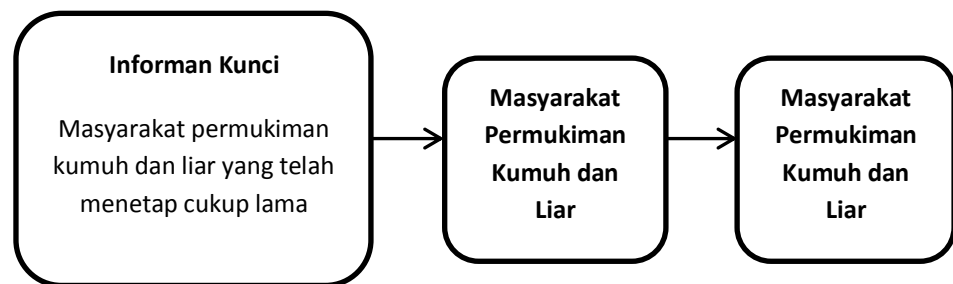 Informan Kunci
Masyarakat permukiman
kumuh dan liar yang telah
menetap cukup lama
Masyarakat
Permukiman
Kumuh dan
Liar
Masyarakat
Permukiman
Kumuh dan
Liar